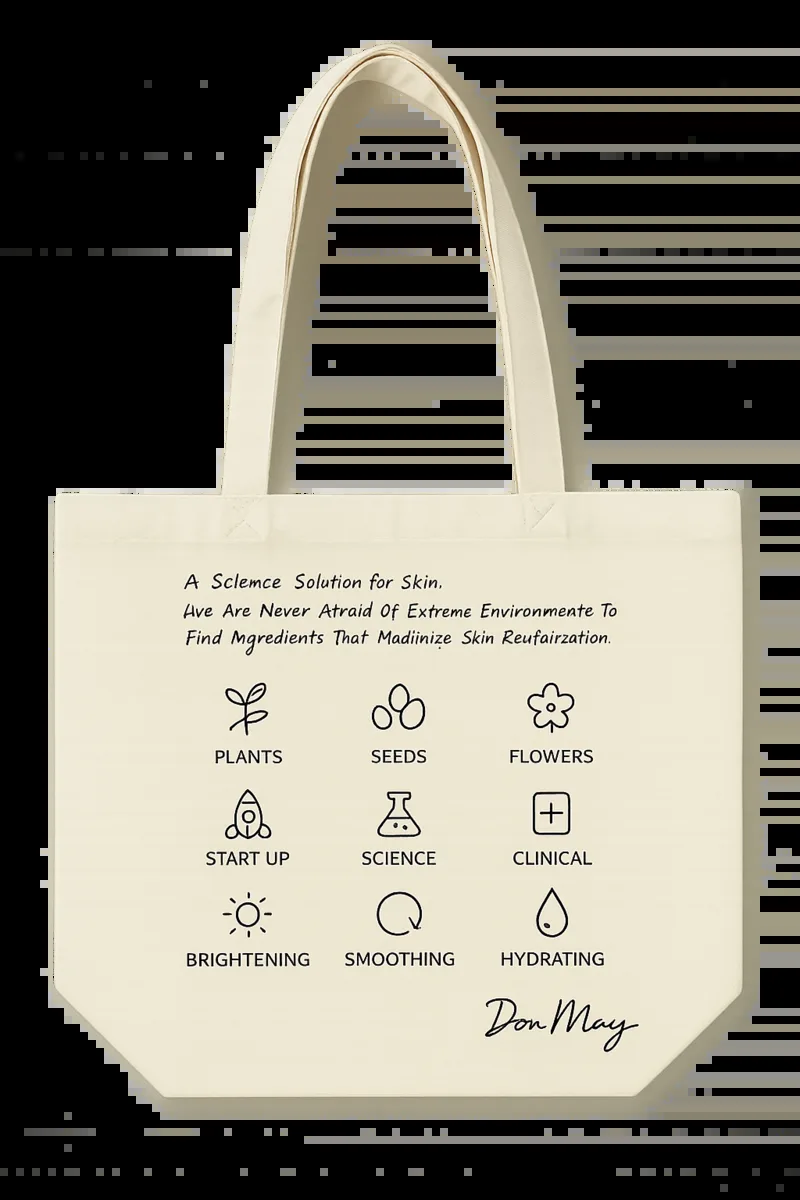 A Sclemce Solution for Skin.
Are Never Atraid Of Extreme Environmente To
Find Mgredients That Madiinize Skin Reufairzation.
PLANTS SEEDS FLOWERS
START UP SCIENCE CLINICAL
BRIGHTENING SMOOTHING HYDRATING
Don May